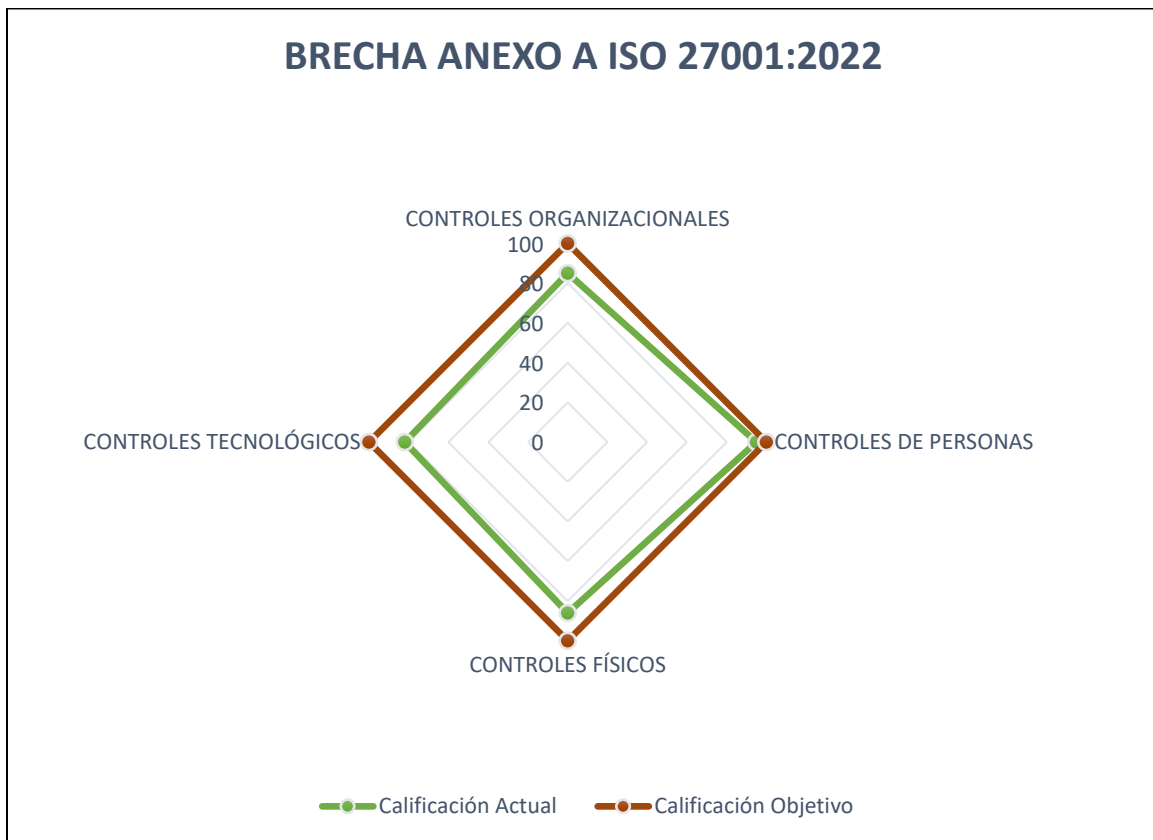 BRECHA ANEXO A ISO 27001:2022
CONTROLES ORGANIZACIONALES
100
80
60
40
20
0
CONTROLES TECNOLÓGICOS
CONTROLES DE PERSONAS
CONTROLES FÍSICOS
Calificación Actual
Calificación Objetivo